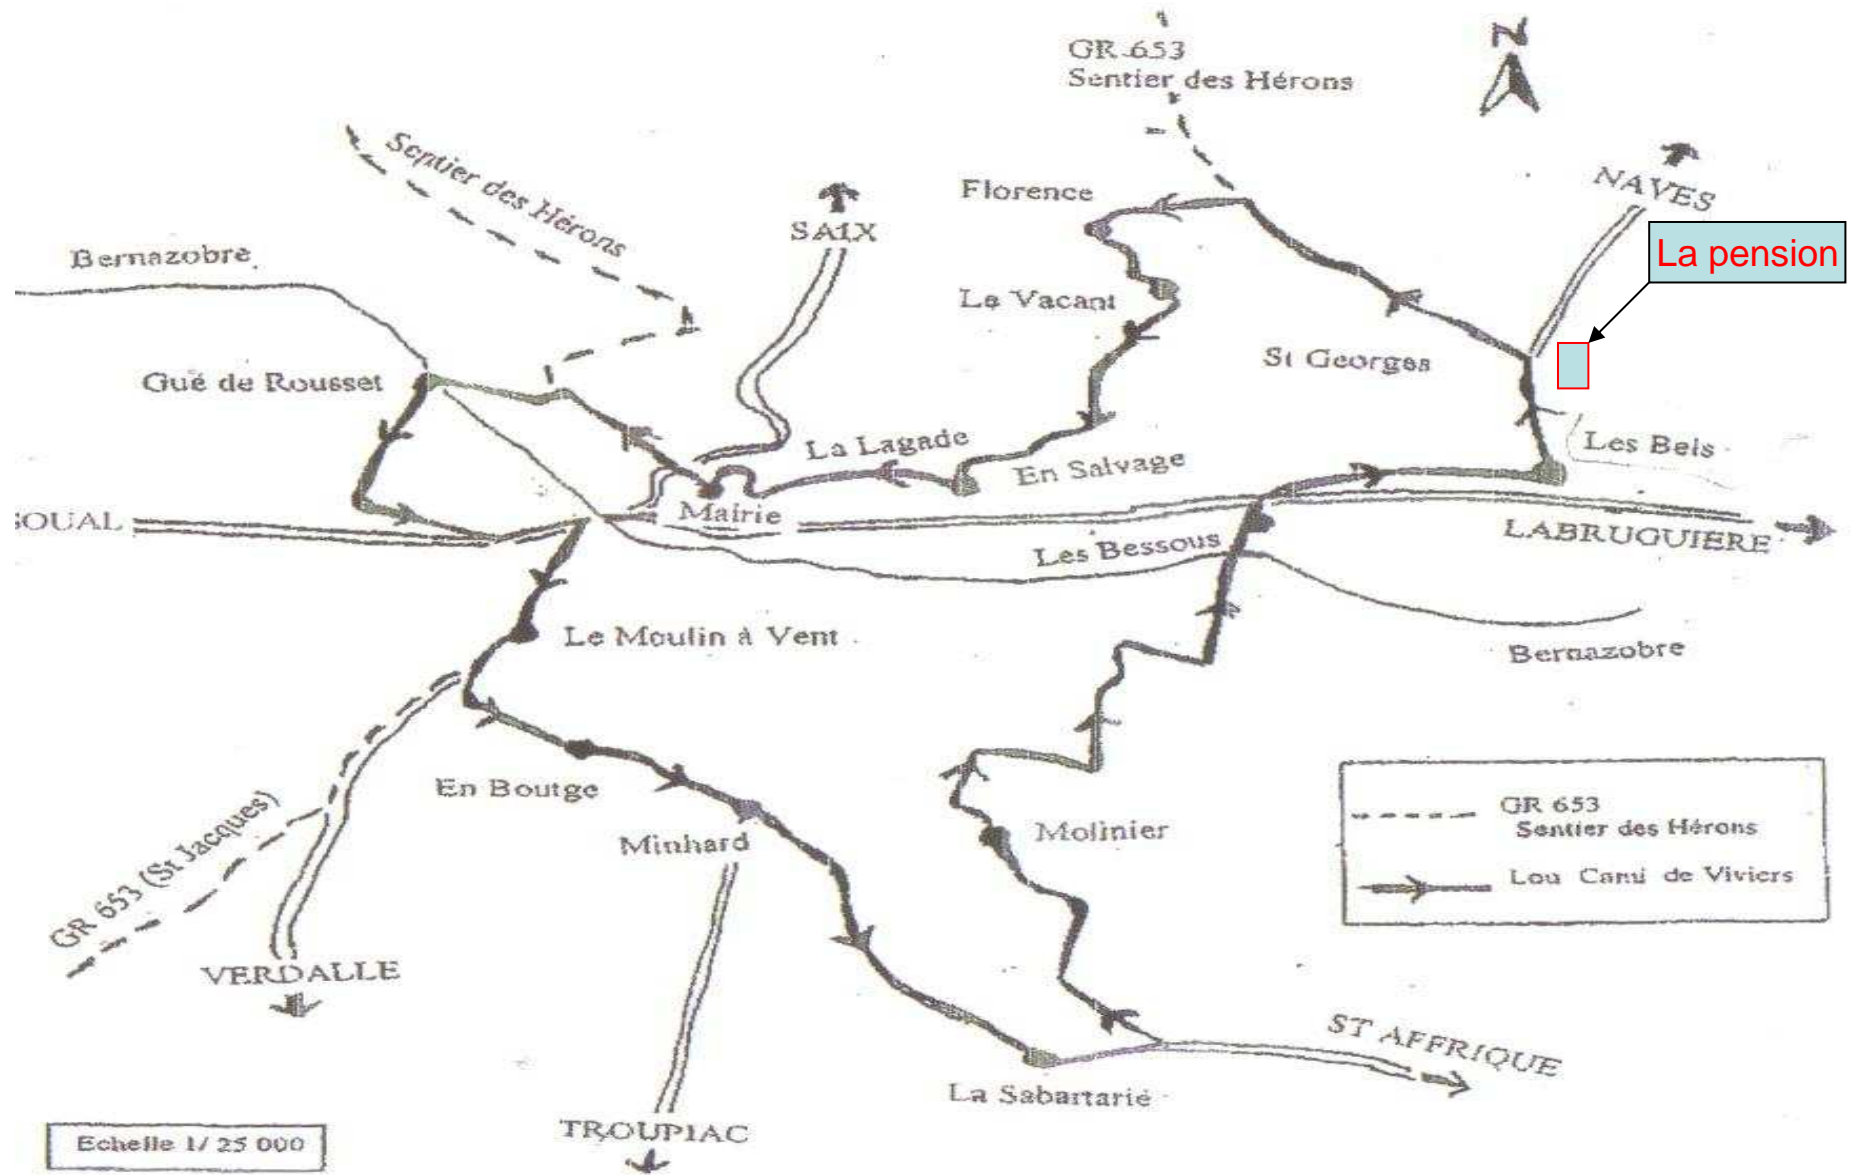 N
GR 653
Sentier des Hérons
Sentier des Hérons
NAVES
Florence
SAIX
La pension
Bernazobre
Le Vacant
St Georges
Gué de Rousset
La Lagade
En Salvage
Les Bels
SOUAL
Mairie
Les Bessous
LABRUGUIERE
Le Moulin à Vent
Bernazobre
En Boutge
Minhard
Molinier
GR 653
Sentier des Hérons
Lou Cami de Viviers
GR 653 (St Jacques)
VERDALLE
ST AFFRIQUE
La Sabartarié
TROUPIAC
Echelle 1/ 25 000